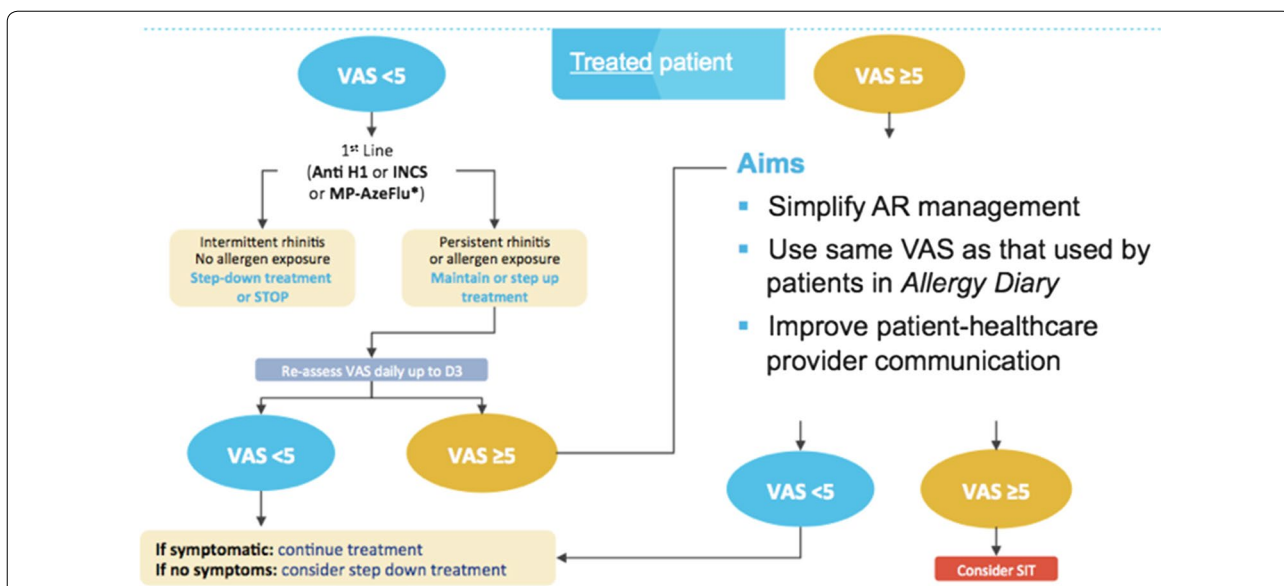 VAS <5
Treated patient
VAS ≥5
1st Line
(Anti H1 or INCS
or MP-AzeFlu*)
Intermittent rhinitis
No allergen exposure
Step-down treatment
or STOP
Persistent rhinitis
or allergen exposure
Maintain or step up
treatment
Re-assess VAS daily up to D3
VAS <5
VAS ≥5
If symptomatic: continue treatment
If no symptoms: consider step down treatment
Aims
▪ Simplify AR management
▪ Use same VAS as that used by
patients in Allergy Diary
▪ Improve patient-healthcare
provider communication
VAS <5
VAS ≥5
Consider SIT